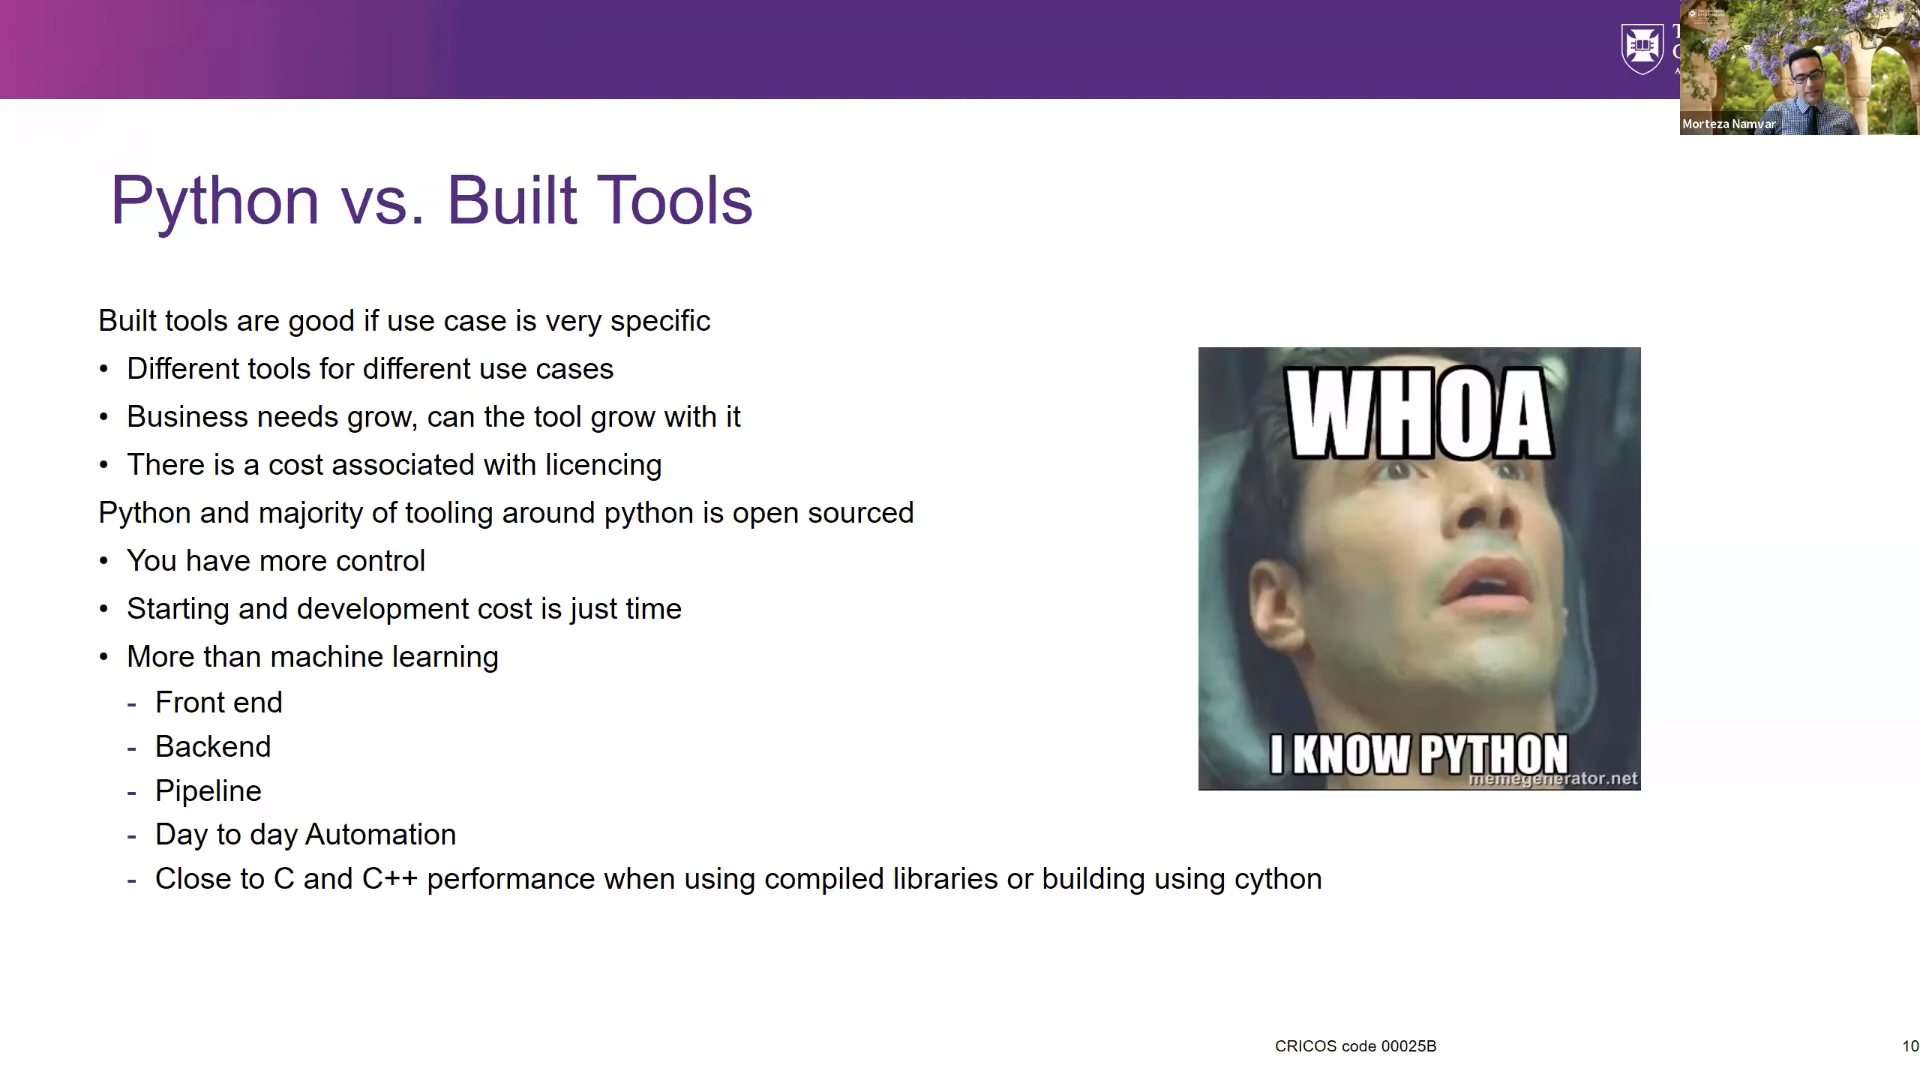 Morteza Namvar
Python vs. Built Tools
Built tools are good if use case is very specific
• Different tools for different use cases
• Business needs grow, can the tool grow with it
• There is a cost associated with licencing
Python and majority of tooling around python is open sourced
• You have more control
• Starting and development cost is just time
• More than machine learning
- Front end
- Backend
- Pipeline
- Day to day Automation
- Close to C and C++ performance when using compiled libraries or building using cython
WHOA
I KNOW PYTHON
memegenerator.net
CRICOS code 00025B
10